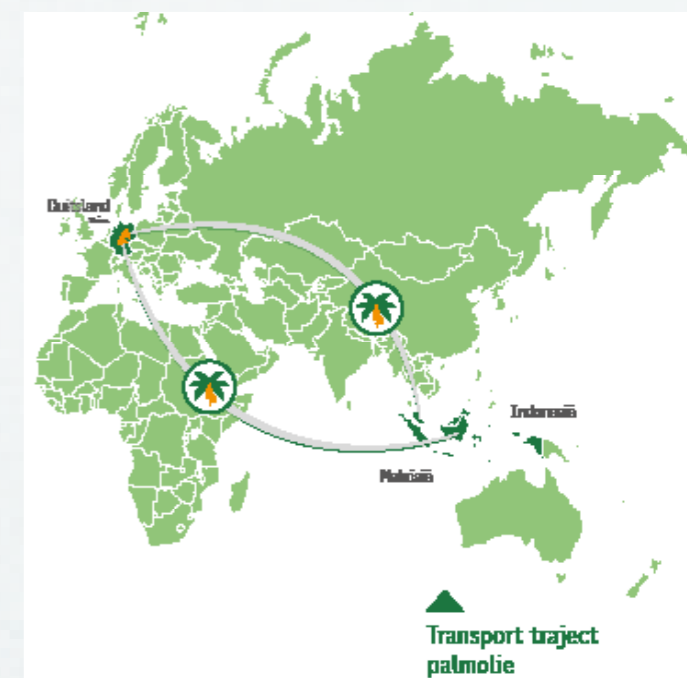 Duitsland
Indonesië
Maleisië
Transport traject
palmolie